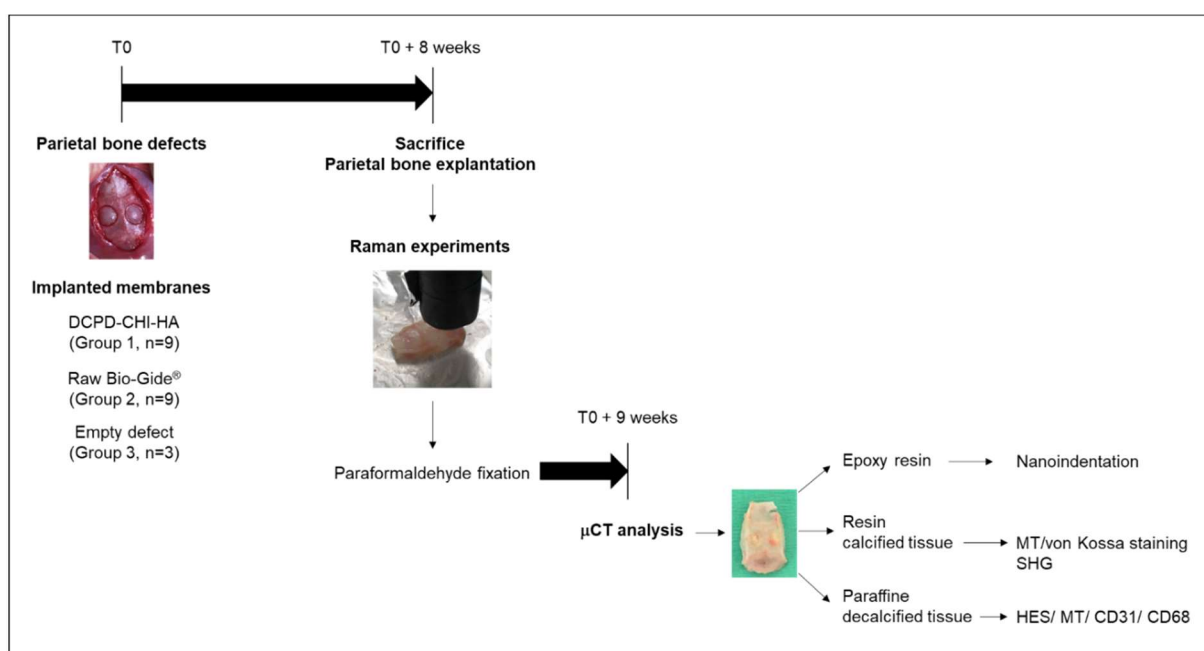 T0
T0 + 8 weeks
Parietal bone defects
Sacrifice
Parietal bone explantation
Raman experiments
Implanted membranes
DCPD-CHI-HA
(Group 1, n=9)
Raw Bio-Gide®
(Group 2, n=9)
Empty defect
(Group 3, n=3)
Paraformaldehyde fixation
T0 + 9 weeks
μCT analysis
Epoxy resin
Nanoindentation
Resin
calcified tissue
MT/von Kossa staining
SHG
Paraffine
decalcified tissue
HES/ MT/ CD31/ CD68